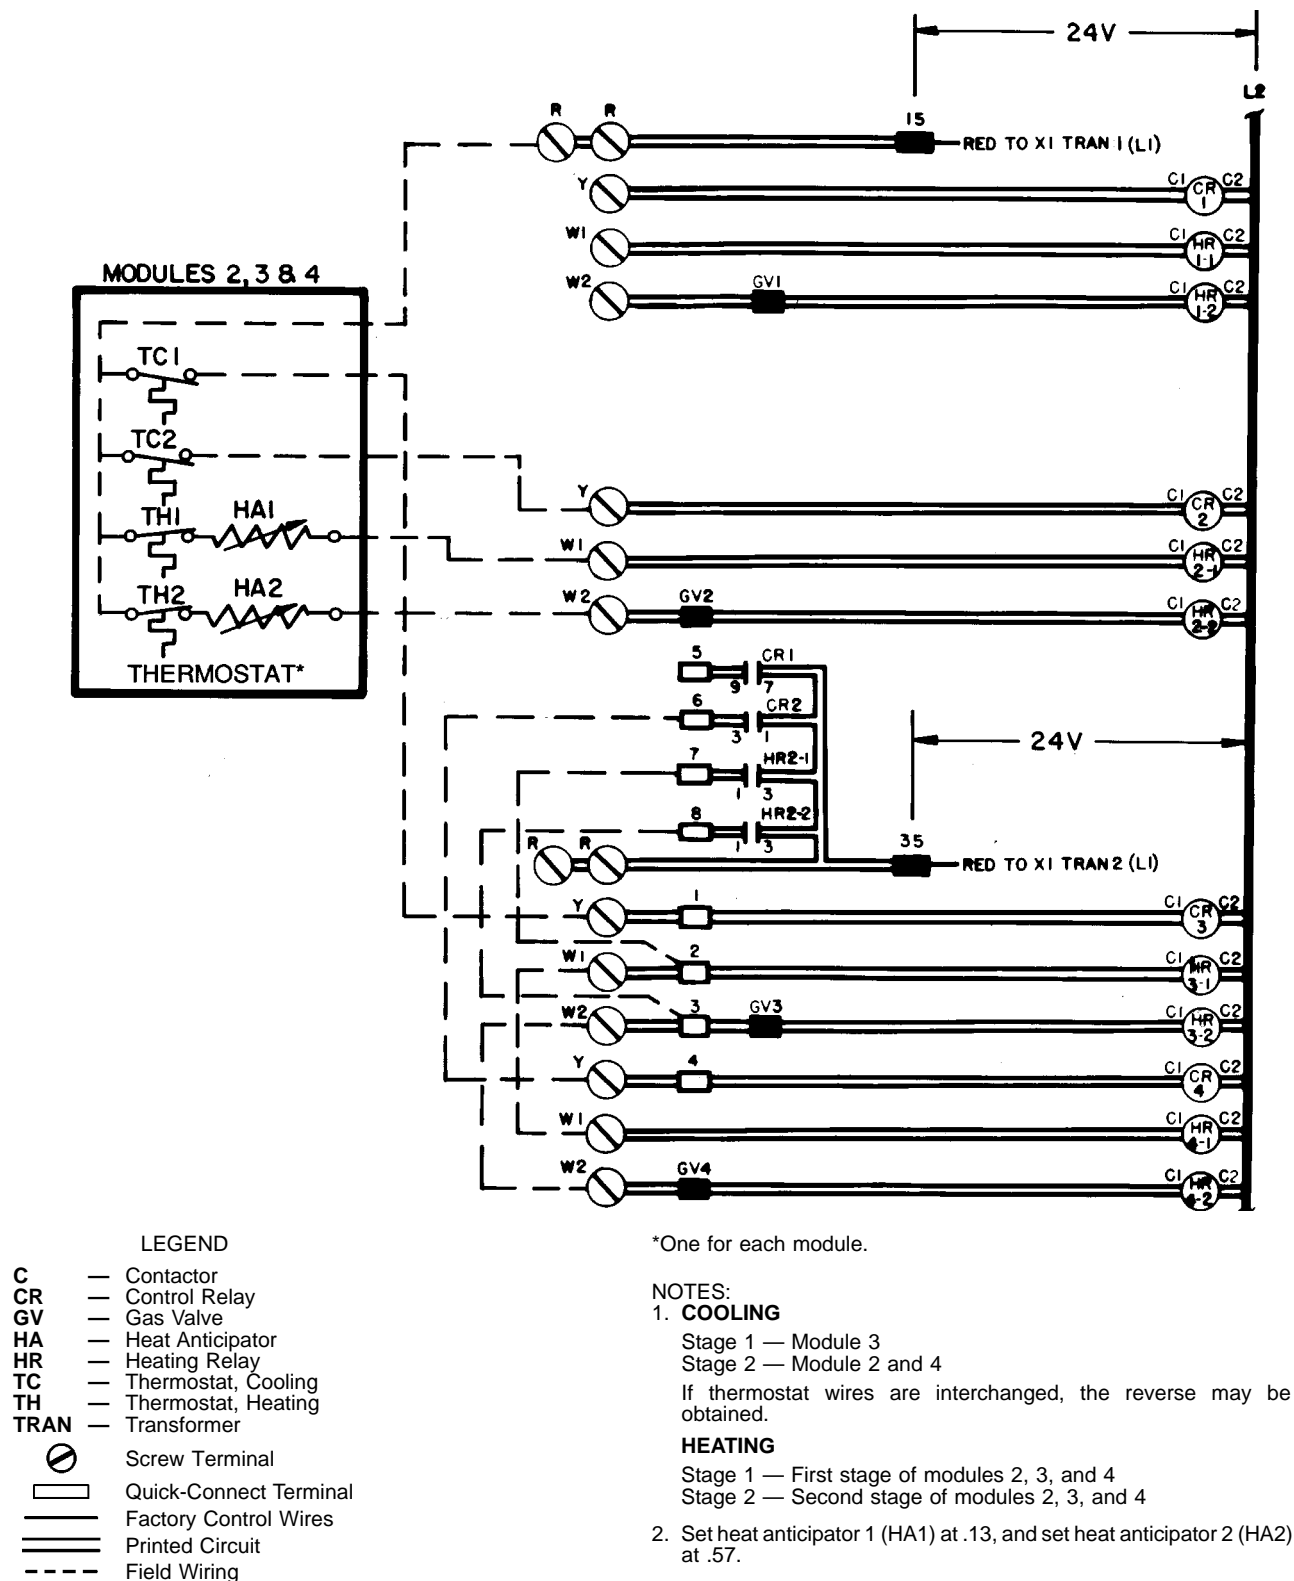 24V
L2
R R 15
RED TO X1 TRAN 1 (L1)
Y C1 CR 1 C2
W1 C1 HR 1-1 C2
MODULES 2, 3 & 4
W2 GV1 C1 HR 1-2 C2
TC1
TC2
Y C1 CR 2 C2
TH1 HA1
W1 C1 HR 2-1 C2
TH2 HA2
W2 GV2 C1 HR 2-2 C2
THERMOSTAT*
5 9 7 CR1
6 3 1 CR2
24V
7 1 3 HR2-1
8 1 3 HR2-2
R R 35
RED TO X1 TRAN 2 (L1)
Y 1 C1 CR 3 C2
W1 2 C1 HR 3-1 C2
W2 3 GV3 C1 HR 3-2 C2
Y 4 C1 CR 4 C2
W1 C1 HR 4-1 C2
W2 GV4 C1 HR 4-2 C2
LEGEND
C — Contactor
CR — Control Relay
GV — Gas Valve
HA — Heat Anticipator
HR — Heating Relay
TC — Thermostat, Cooling
TH — Thermostat, Heating
TRAN — Transformer
Screw Terminal
Quick-Connect Terminal
Factory Control Wires
Printed Circuit
Field Wiring
*One for each module.
NOTES:
1. COOLING
Stage 1 — Module 3
Stage 2 — Module 2 and 4
If thermostat wires are interchanged, the reverse may be
obtained.
HEATING
Stage 1 — First stage of modules 2, 3, and 4
Stage 2 — Second stage of modules 2, 3, and 4
2. Set heat anticipator 1 (HA1) at .13, and set heat anticipator 2 (HA2)
at .57.